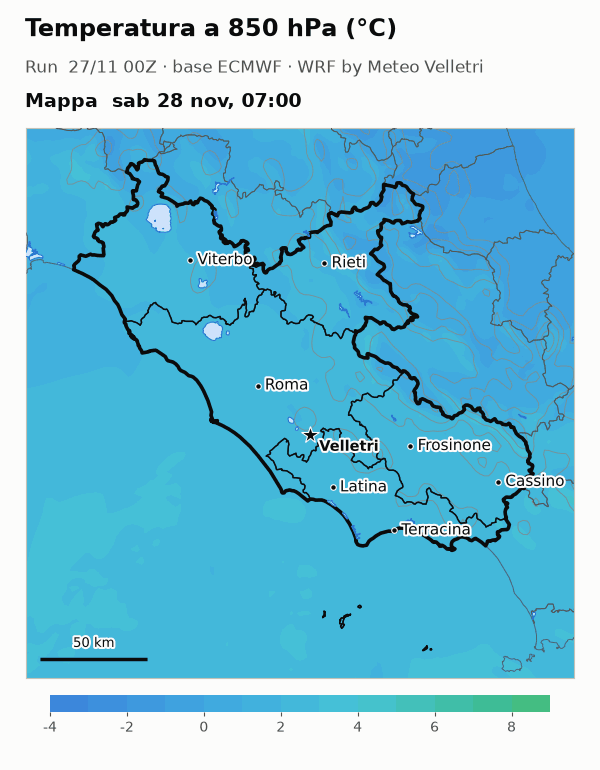 Temperatura a 850 hPa (°C)
Run  27/11 00Z · base ECMWF · WRF by Meteo Velletri
Mappa  sab 28 nov, 07:00
Viterbo
Rieti
Roma
Velletri
Frosinone
Cassino
Latina
Terracina
50 km
-4 -2 0 2 4 6 8